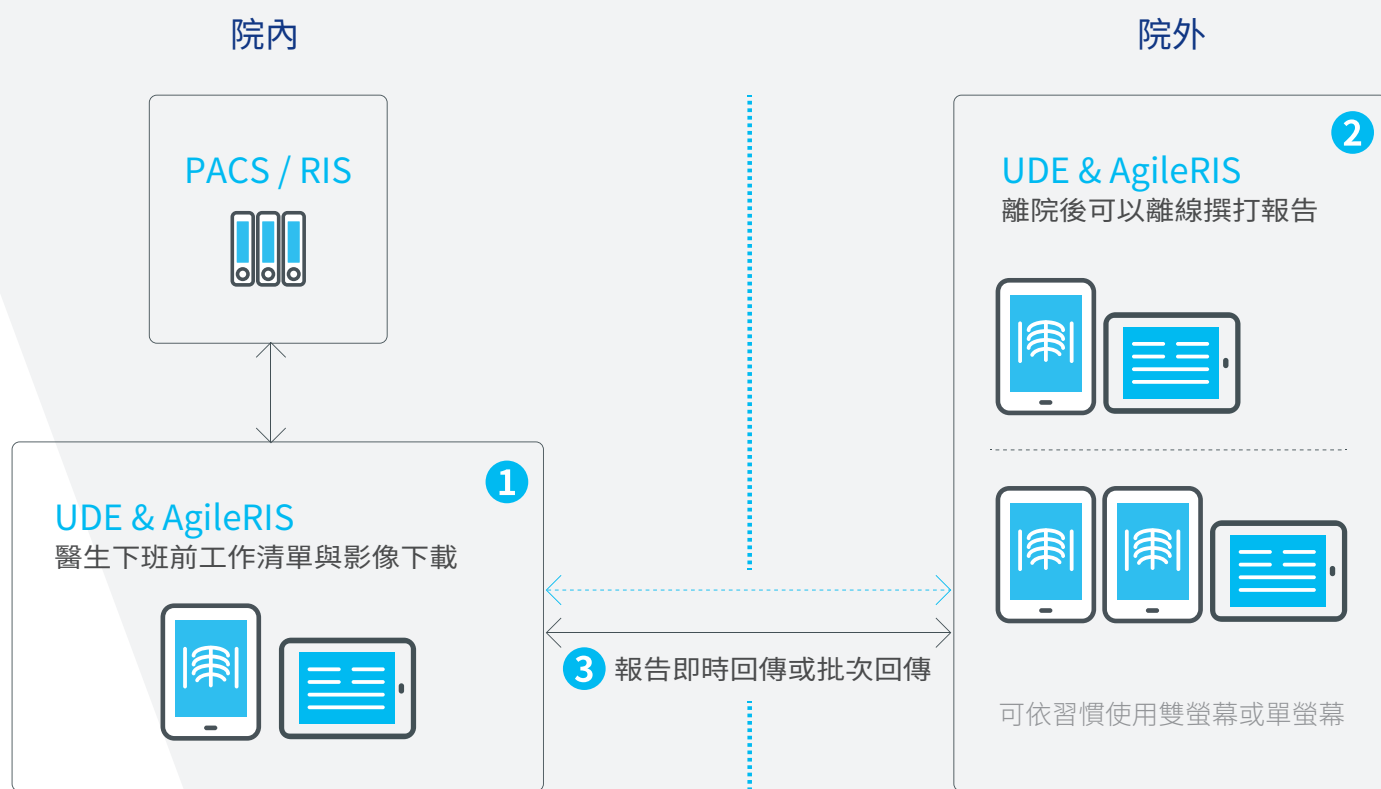 院內
院外
PACS / RIS
1
UDE & AgileRIS
醫生下班前工作清單與影像下載
2
UDE & AgileRIS
離院後可以離線撰打報告
3 報告即時回傳或批次回傳
可依習慣使用雙螢幕或單螢幕